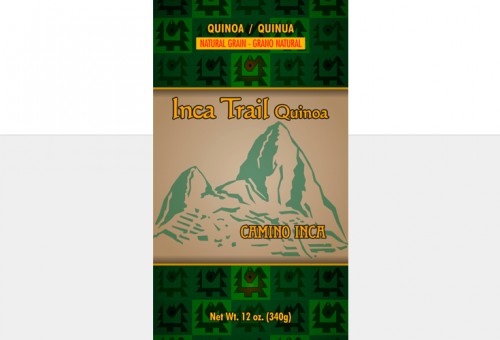 QUINOA / QUINUA
NATURAL GRAIN - GRANO NATURAL
Inca Trail Quinoa
CAMINO INCA
Net Wt. 12 oz. (340g)